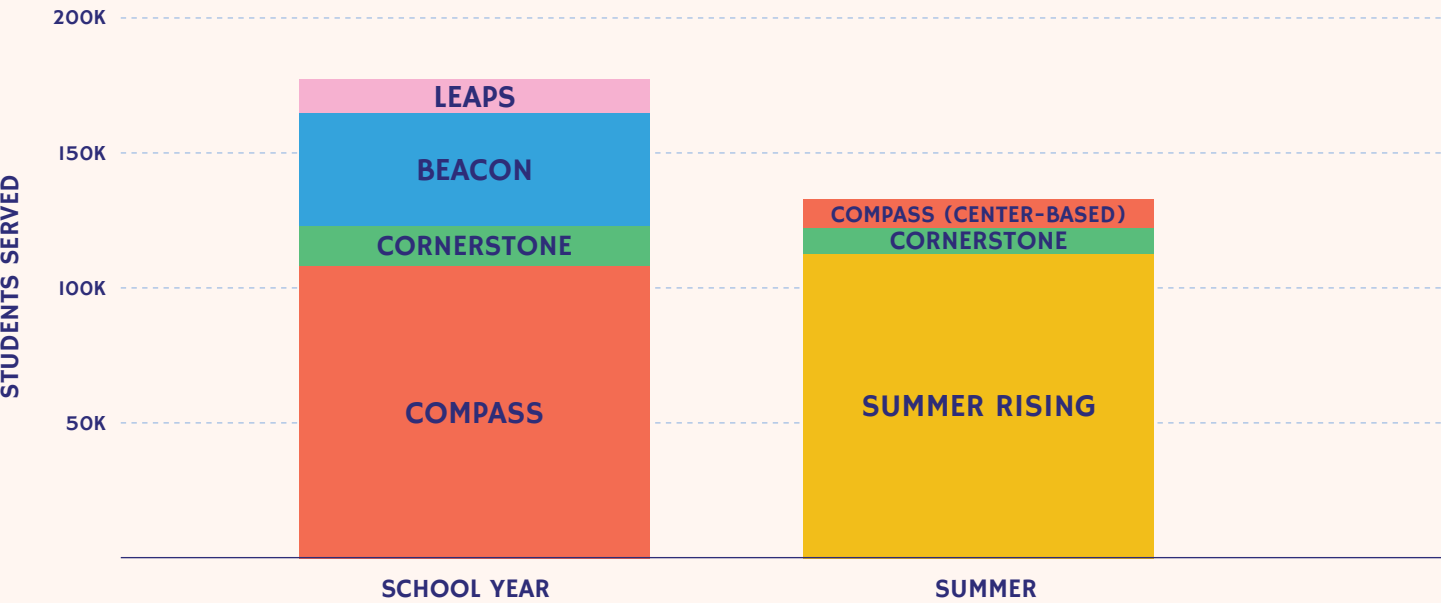 200K
150K
100K
50K
STUDENTS SERVED
LEAPS
BEACON
CORNERSTONE
COMPASS
COMPASS (CENTER-BASED)
CORNERSTONE
SUMMER RISING
SCHOOL YEAR
SUMMER